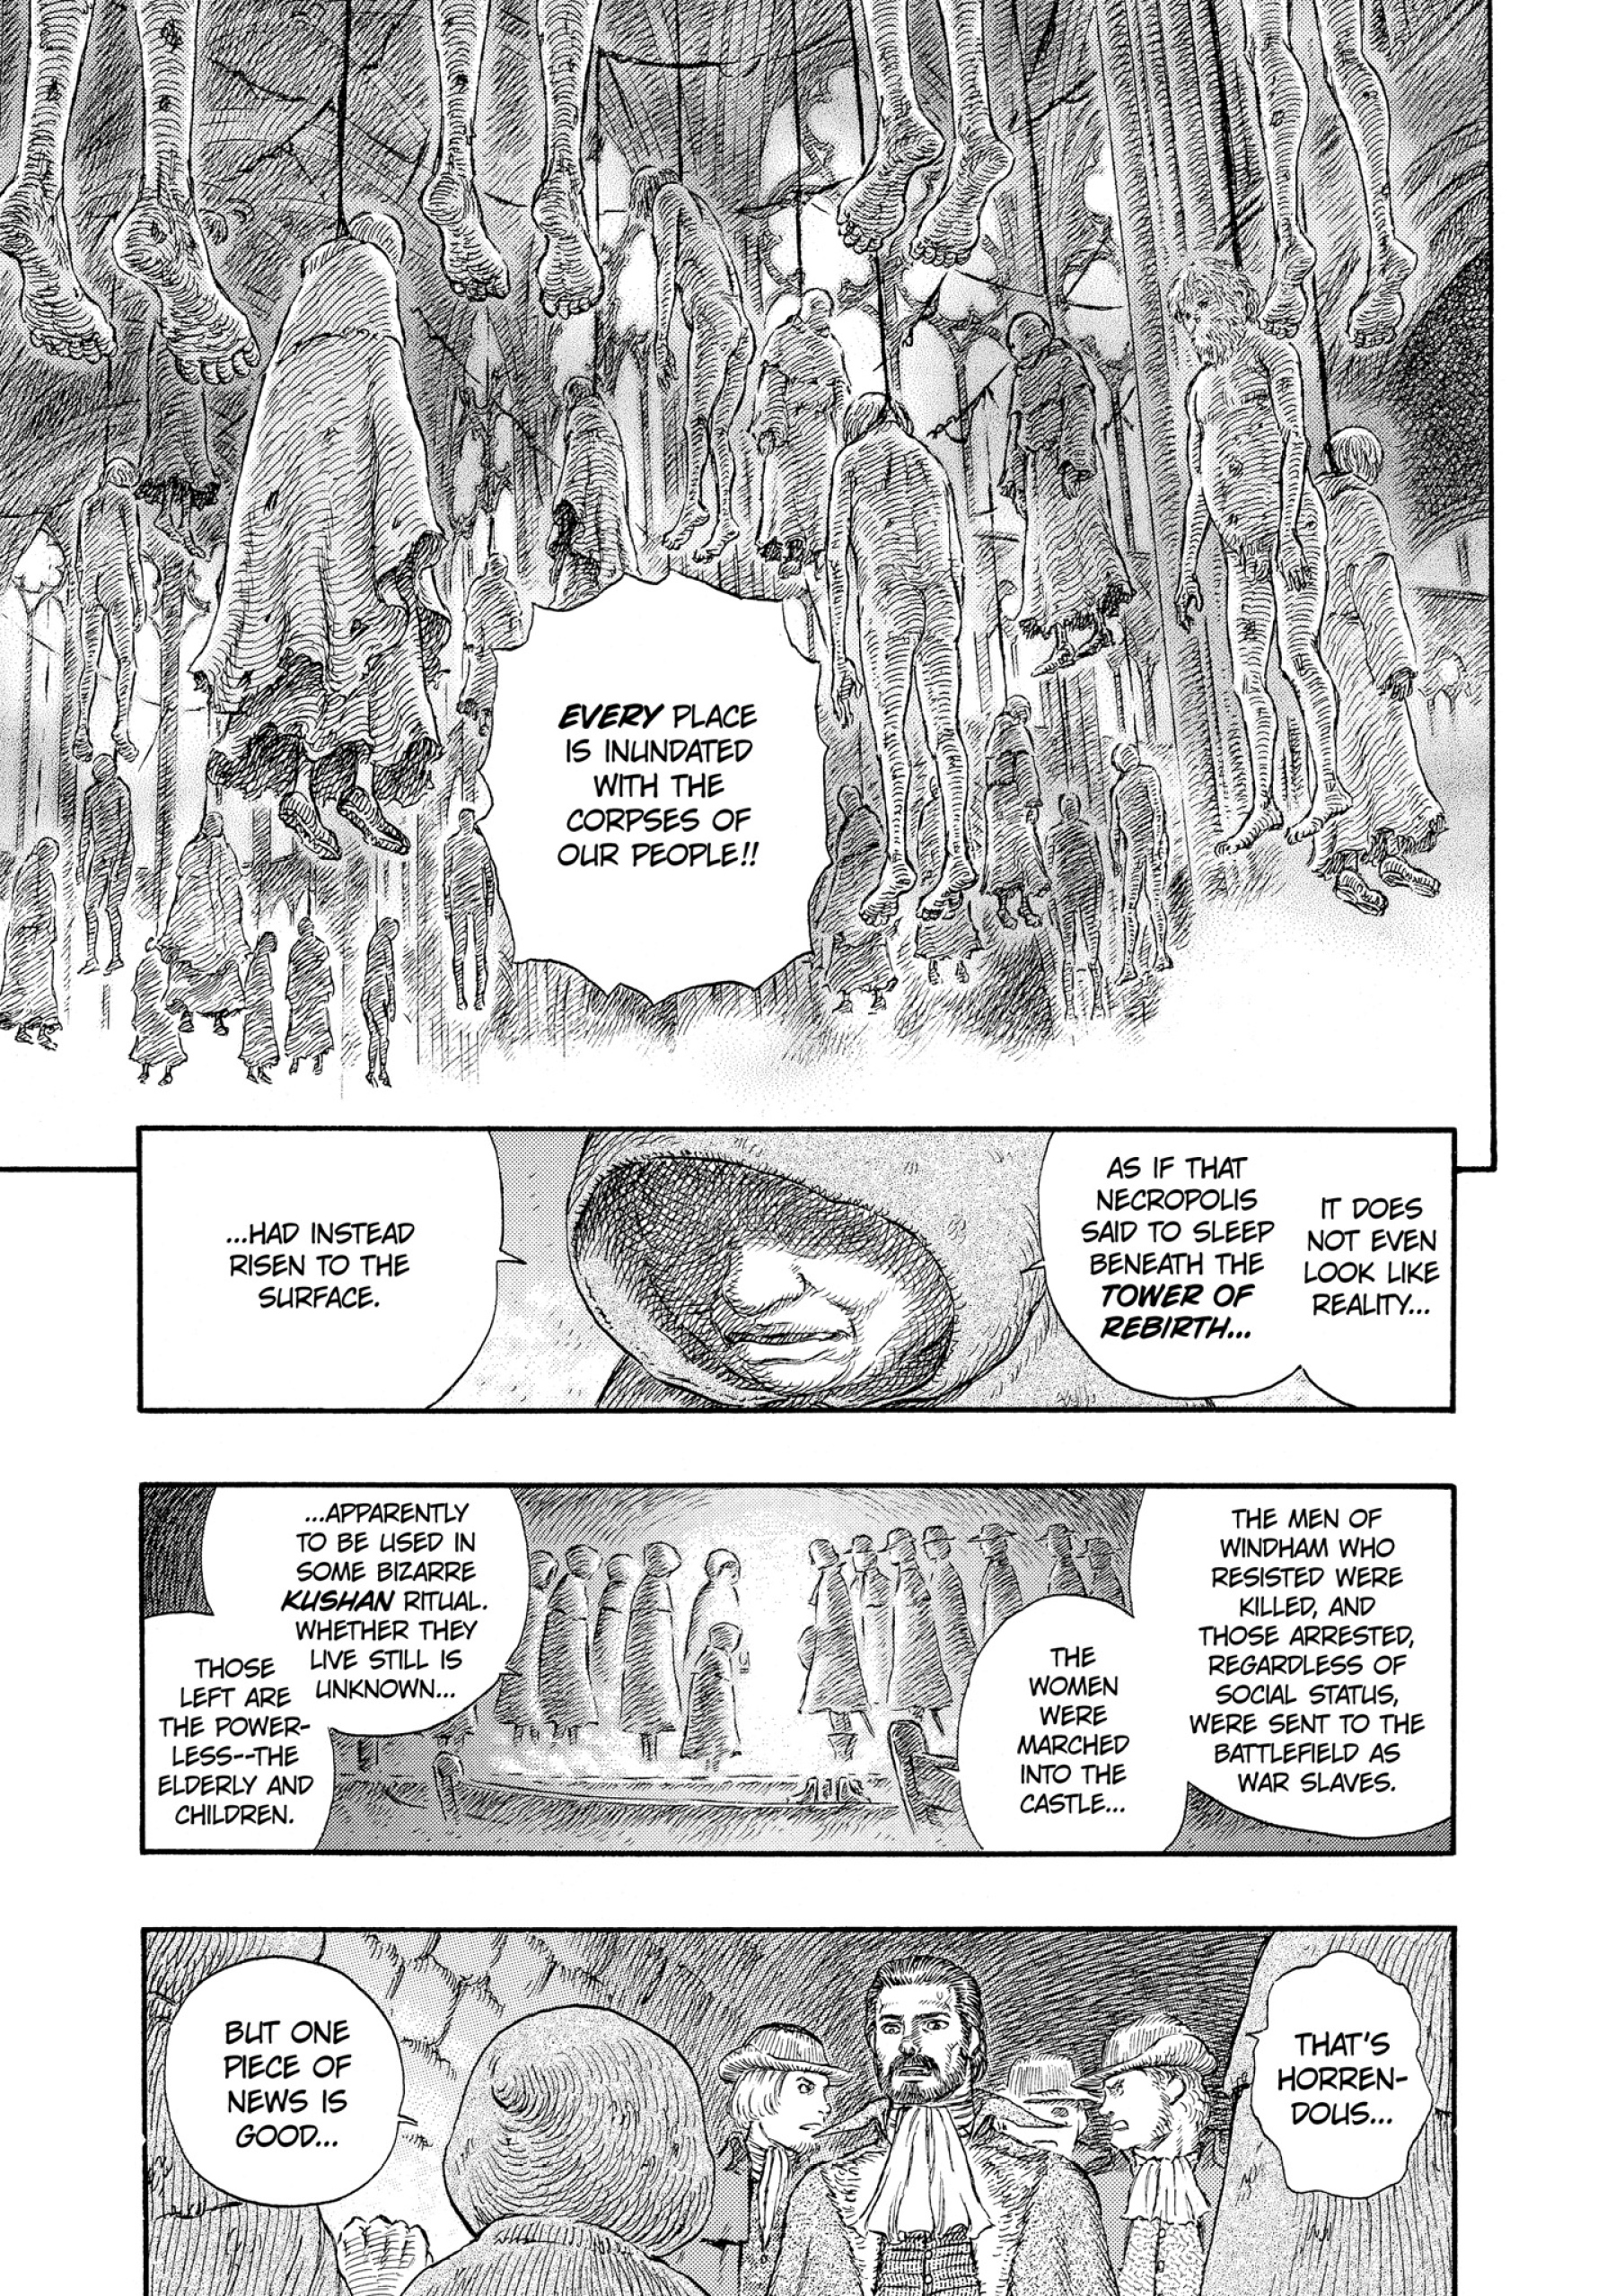 EVERY PLACE
IS INUNDATED
WITH THE
CORPSES OF
OUR PEOPLE!!
IT DOES
NOT EVEN
LOOK LIKE
REALITY...
AS IF THAT
NECROPOLIS
SAID TO SLEEP
BENEATH THE
TOWER OF
REBIRTH...
...HAD INSTEAD
RISEN TO THE
SURFACE.
THE MEN OF
WINDHAM WHO
RESISTED WERE
KILLED, AND
THOSE ARRESTED,
REGARDLESS OF
SOCIAL STATUS,
WERE SENT TO THE
BATTLEFIELD AS
WAR SLAVES.
THE
WOMEN
WERE
MARCHED
INTO THE
CASTLE...
...APPARENTLY
TO BE USED IN
SOME BIZARRE
KUSHAN RITUAL.
WHETHER THEY
LIVE STILL IS
UNKNOWN...
THOSE
LEFT ARE
THE POWER-
LESS--THE
ELDERLY AND
CHILDREN.
THAT'S
HORREN-
DOUS...
BUT ONE
PIECE OF
NEWS IS
GOOD...